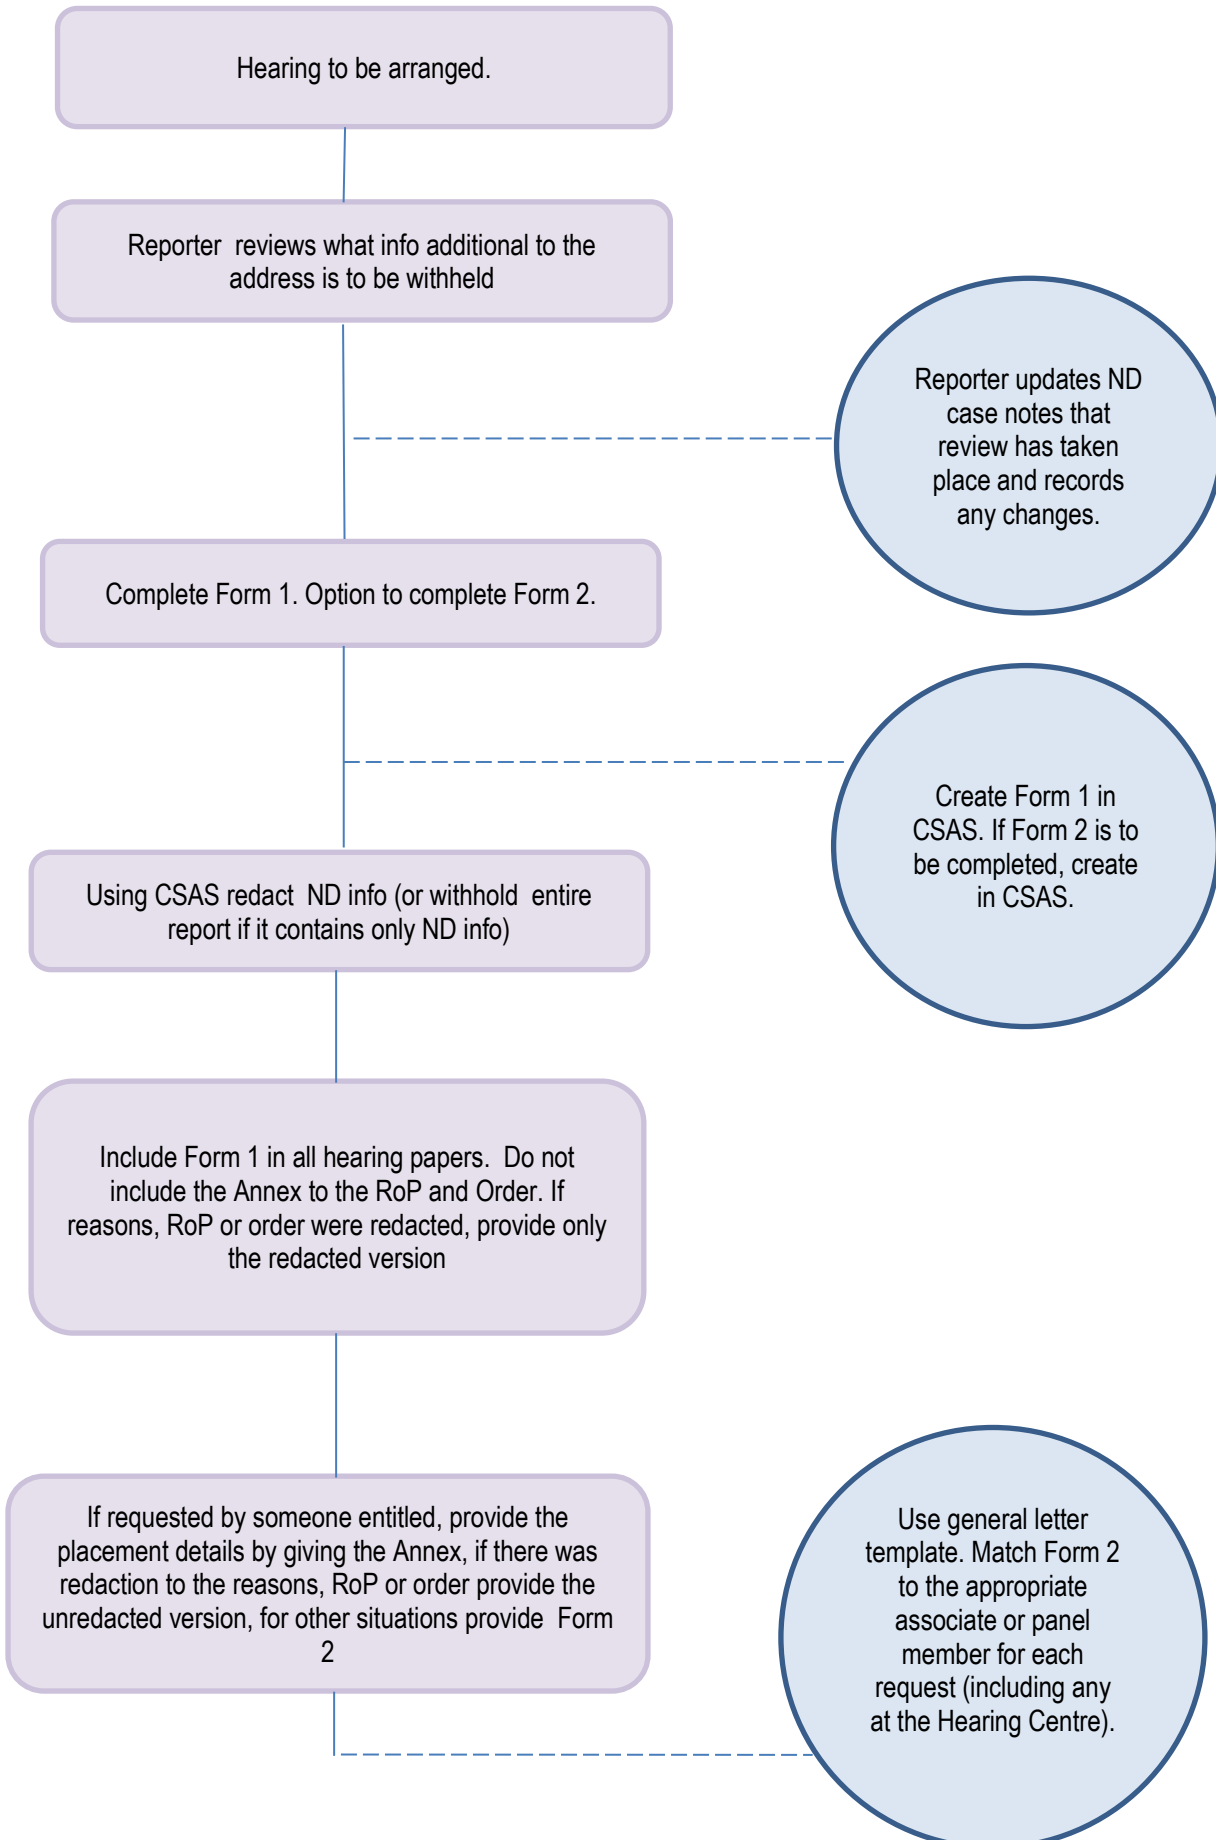 Hearing to be arranged.
Reporter  reviews what info additional to the
address is to be withheld
Reporter updates ND
case notes that
review has taken
place and records
any changes.
Complete Form 1. Option to complete Form 2.
Create Form 1 in
CSAS. If Form 2 is to
be completed, create
in CSAS.
Using CSAS redact  ND info (or withhold  entire
report if it contains only ND info)
Include Form 1 in all hearing papers.  Do not
include the Annex to the RoP and Order. If
reasons, RoP or order were redacted, provide only
the redacted version
If requested by someone entitled, provide the
placement details by giving the Annex, if there was
redaction to the reasons, RoP or order provide the
unredacted version, for other situations provide  Form
2
Use general letter
template. Match Form 2
to the appropriate
associate or panel
member for each
request (including any
at the Hearing Centre).